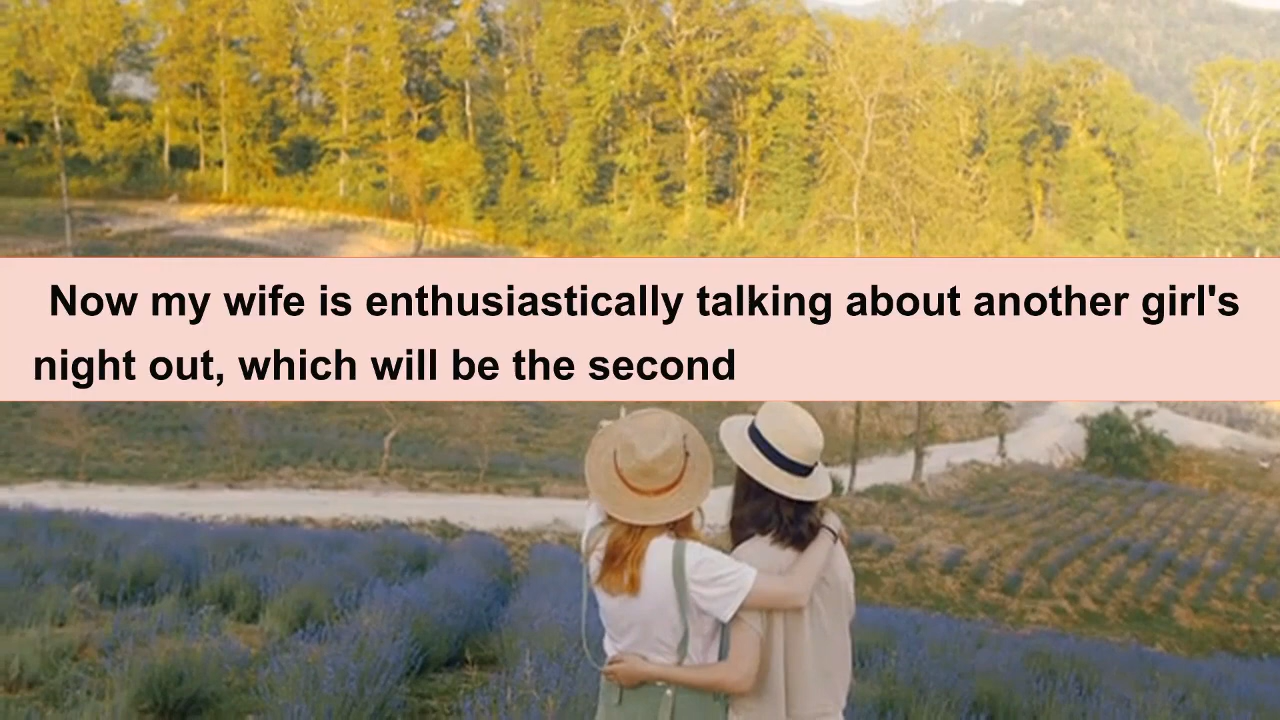 Now my wife is enthusiastically talking about another girl's
night out, which will be the second